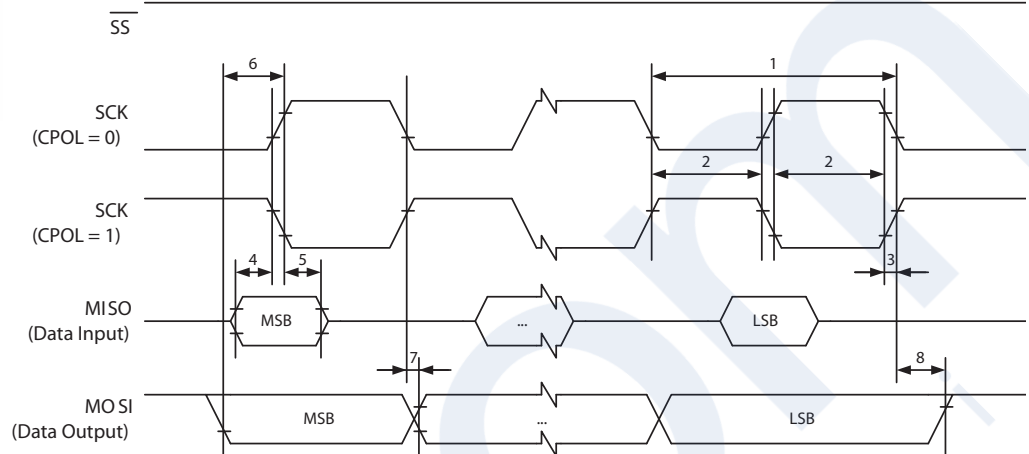 SS
6
1
SCK
(CPOL = 0)
2
2
SCK
(CPOL = 1)
4
5
3
MISO
(Data Input)
MSB
...
LSB
7
8
MOSI
(Data Output)
MSB
...
LSB